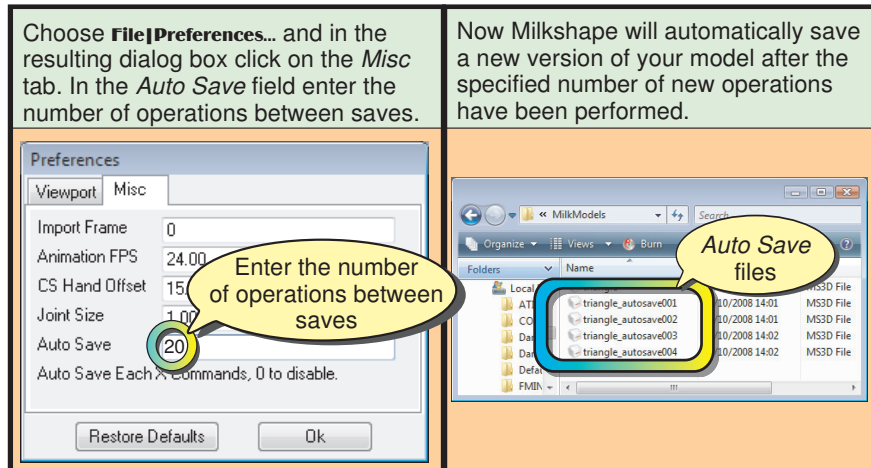 Choose File|Preferences... and in the
resulting dialog box click on the Misc
tab. In the Auto Save field enter the
number of operations between saves.
Now Milkshape will automatically save
a new version of your model after the
specified number of new operations
have been performed.
Preferences
Viewport Misc
Import Frame 0
Animation FPS 24.00
CS Hand Offset 15.
Joint Size 1.00
Auto Save 20
Auto Save Each X Commands, 0 to disable.
Enter the number
of operations between
saves
Restore Defaults Ok
« MilkModels Search
Organize Views Burn
Auto Save
files
Folders Name
Local MS3D File
triangle_autosave001 /10/2008 14:01 MS3D File
triangle_autosave002 /10/2008 14:01 MS3D File
triangle_autosave003 /10/2008 14:02 MS3D File
triangle_autosave004 /10/2008 14:02 MS3D File
Defa
FMIN